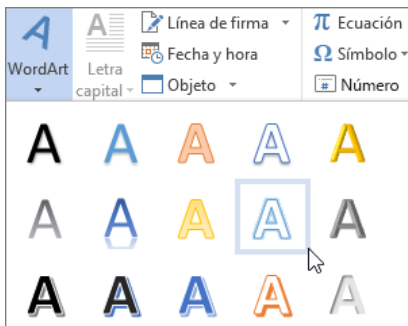 WordArt
Letra
capital
Línea de firma
Fecha y hora
Objeto
π Ecuación
Ω Símbolo
# Número
A A A A A
A A A A A
A A A A A